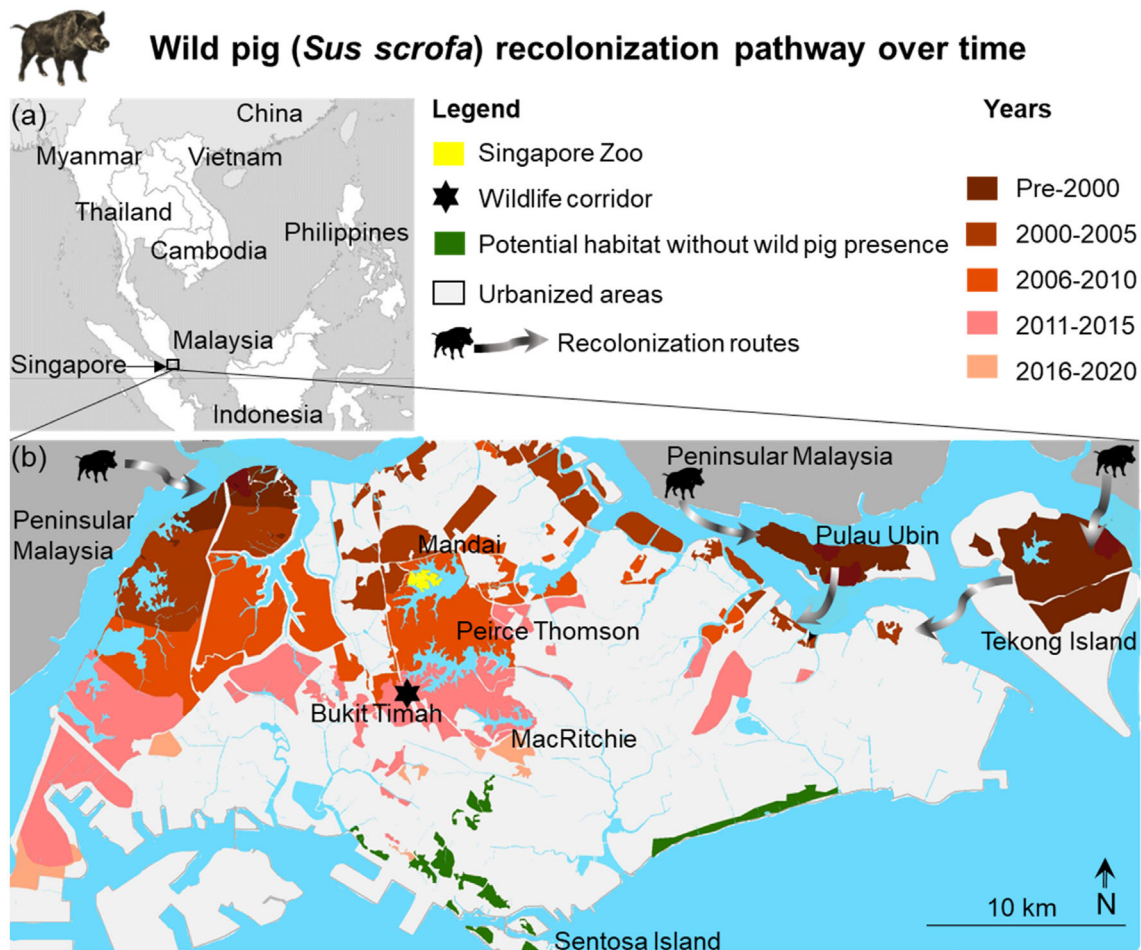 Wild pig (Sus scrofa) recolonization pathway over time
(a)
China
Myanmar
Vietnam
Thailand
Philippines
Cambodia
Malaysia
Singapore
Indonesia
Legend
Singapore Zoo
Wildlife corridor
Potential habitat without wild pig presence
Urbanized areas
Recolonization routes
Years
Pre-2000
2000-2005
2006-2010
2011-2015
2016-2020
(b)
Peninsular Malaysia
Peninsular
Malaysia
Pulau Ubin
Mandai
Peirce Thomson
Tekong Island
Bukit Timah
MacRitchie
10 km
N
Sentosa Island